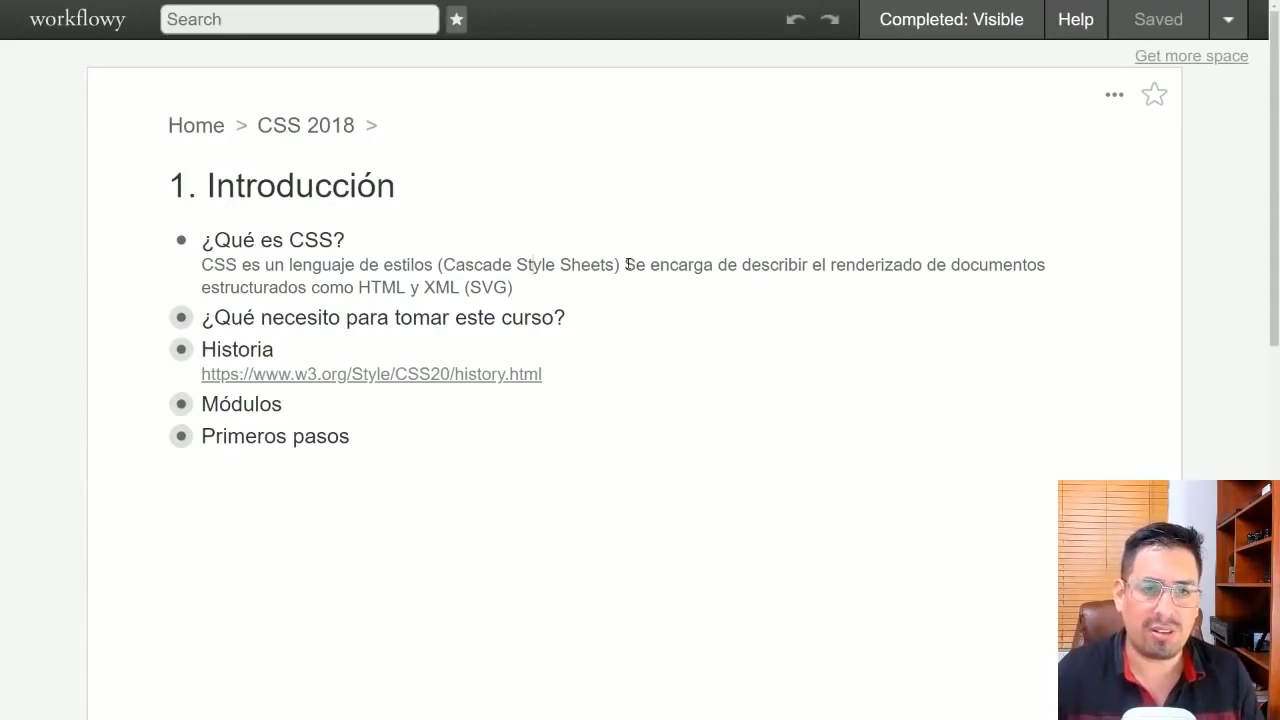 workflowy Search Completed: Visible Help Saved
Get more space
Home > CSS 2018 >
1. Introducción
¿Qué es CSS?
CSS es un lenguaje de estilos (Cascade Style Sheets) Se encarga de describir el renderizado de documentos
estructurados como HTML y XML (SVG)
¿Qué necesito para tomar este curso?
Historia
https://www.w3.org/Style/CSS20/history.html
Módulos
Primeros pasos